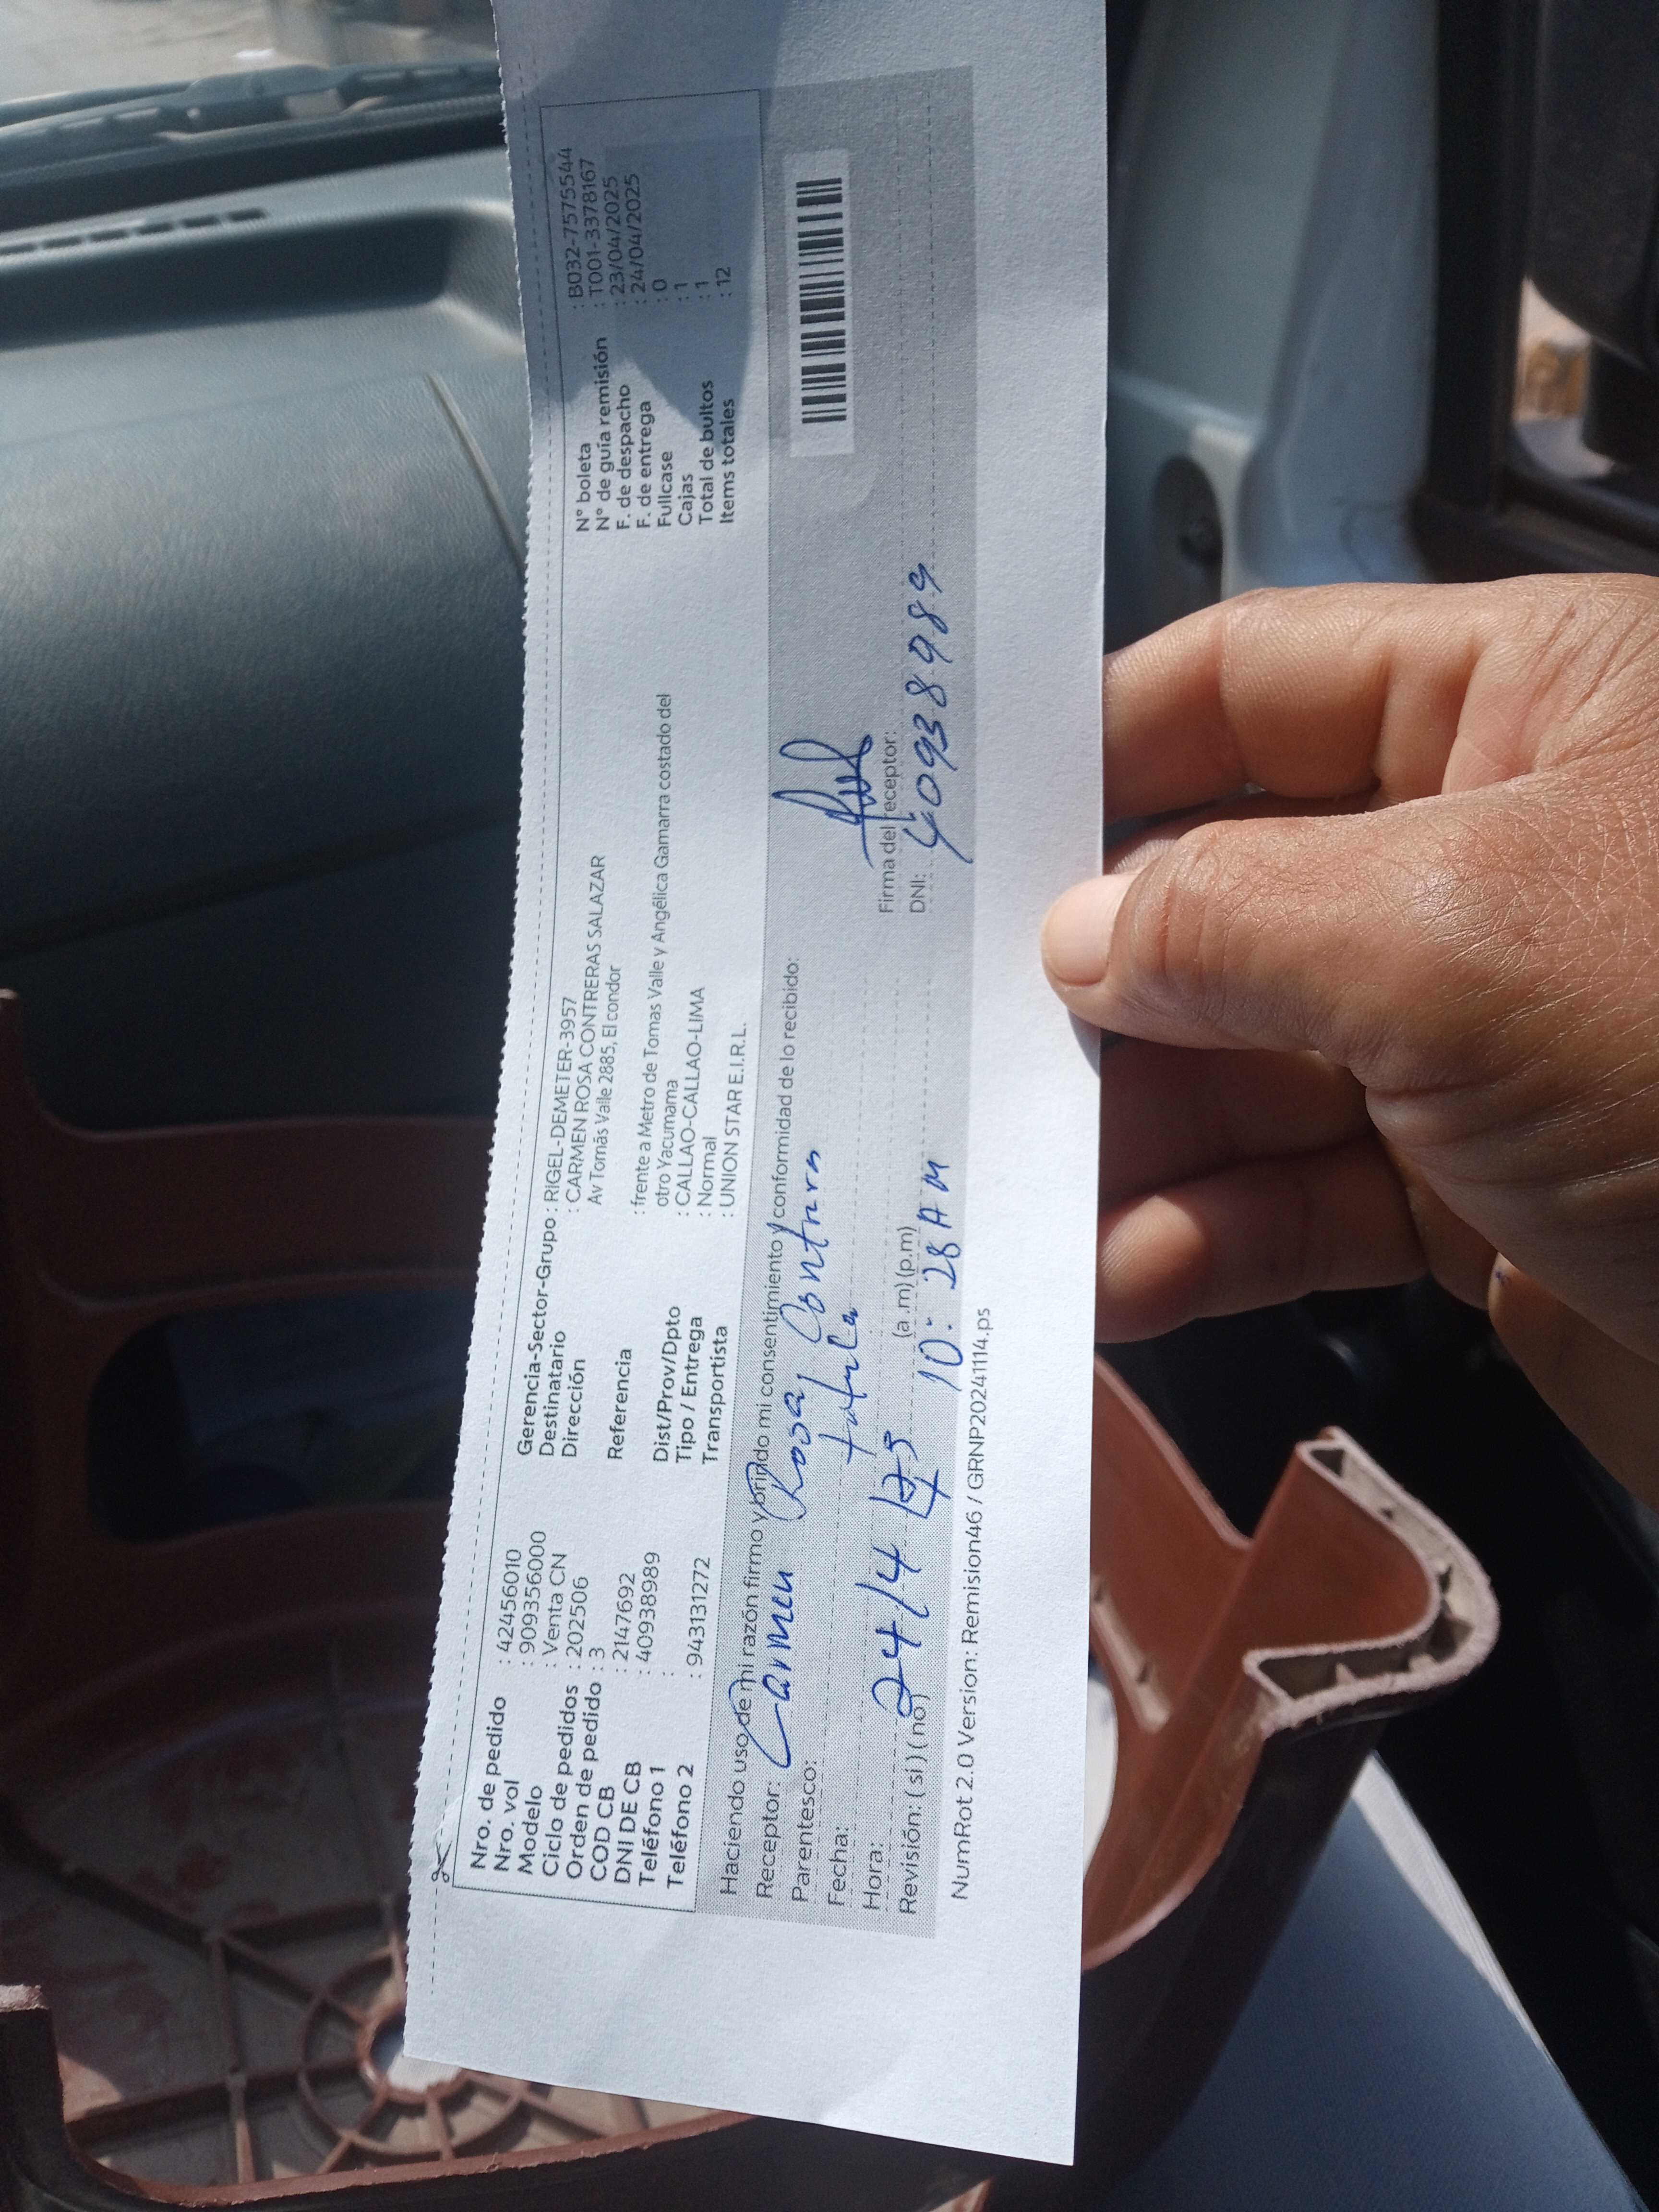 Nro. de pedido : 42456010
Nro. vol : 909356000
Modelo : Venta CN
Ciclo de pedidos : 202506
Orden de pedido : 3
COD CB : 2147692
DNI DE CB : 40938989
Teléfono 1 :
Teléfono 2 : 943131272
Gerencia-Sector-Grupo : RIGEL-DEMETER-3957
Destinatario : CARMEN ROSA CONTRERAS SALAZAR
Dirección Av Tomás Valle 2885, El condor
Referencia : frente a Metro de Tomas Valle y Angélica Gamarra costado del
otro Yacumama
Dist/Prov/Dpto : CALLAO-CALLAO-LIMA
Tipo / Entrega : Normal
Transportista : UNION STAR E.I.R.L.
N° boleta : B032-7575544
N° de guía remisión : T001-3378167
F. de despacho : 23/04/2025
F. de entrega : 24/04/2025
Fullcase : 0
Cajas : 1
Total de bultos : 1
Items totales : 12
Haciendo uso de mi razón firmo y brindo mi consentimiento y conformidad de lo recibido:
Receptor: Carmen Rosa
Parentesco:
Fecha: 24/4
Hora: (a .m) (p.m) 10:28 AM
Revisión: ( si ) ( no )
Firma del receptor:
DNI: 40938989
NumRot 2.0 Version: Remision46 / GRNP20241114.ps